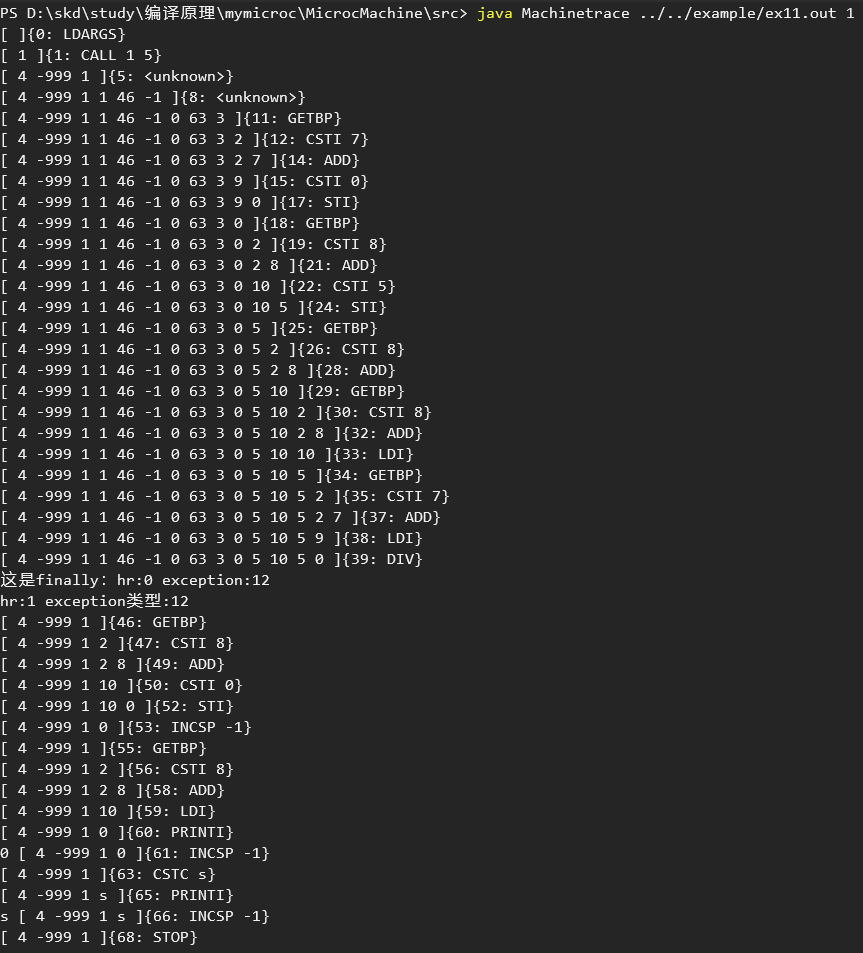 PS D:\skd\study\编译原理\mymicroc\MicrocMachine\src> java Machinetrace ../../example/ex11.out 1
[ ]{0: LDARGS}
[ 1 ]{1: CALL 1 5}
[ 4 -999 1 ]{5: <unknown>}
[ 4 -999 1 1 46 -1 ]{8: <unknown>}
[ 4 -999 1 1 46 -1 0 63 3 ]{11: GETBP}
[ 4 -999 1 1 46 -1 0 63 3 2 ]{12: CSTI 7}
[ 4 -999 1 1 46 -1 0 63 3 2 7 ]{14: ADD}
[ 4 -999 1 1 46 -1 0 63 3 9 ]{15: CSTI 0}
[ 4 -999 1 1 46 -1 0 63 3 9 0 ]{17: STI}
[ 4 -999 1 1 46 -1 0 63 3 0 ]{18: GETBP}
[ 4 -999 1 1 46 -1 0 63 3 0 2 ]{19: CSTI 8}
[ 4 -999 1 1 46 -1 0 63 3 0 2 8 ]{21: ADD}
[ 4 -999 1 1 46 -1 0 63 3 0 10 ]{22: CSTI 5}
[ 4 -999 1 1 46 -1 0 63 3 0 10 5 ]{24: STI}
[ 4 -999 1 1 46 -1 0 63 3 0 5 ]{25: GETBP}
[ 4 -999 1 1 46 -1 0 63 3 0 5 2 ]{26: CSTI 8}
[ 4 -999 1 1 46 -1 0 63 3 0 5 2 8 ]{28: ADD}
[ 4 -999 1 1 46 -1 0 63 3 0 5 10 ]{29: GETBP}
[ 4 -999 1 1 46 -1 0 63 3 0 5 10 2 ]{30: CSTI 8}
[ 4 -999 1 1 46 -1 0 63 3 0 5 10 2 8 ]{32: ADD}
[ 4 -999 1 1 46 -1 0 63 3 0 5 10 10 ]{33: LDI}
[ 4 -999 1 1 46 -1 0 63 3 0 5 10 5 ]{34: GETBP}
[ 4 -999 1 1 46 -1 0 63 3 0 5 10 5 2 ]{35: CSTI 7}
[ 4 -999 1 1 46 -1 0 63 3 0 5 10 5 2 7 ]{37: ADD}
[ 4 -999 1 1 46 -1 0 63 3 0 5 10 5 9 ]{38: LDI}
[ 4 -999 1 1 46 -1 0 63 3 0 5 10 5 0 ]{39: DIV}
这是finally: hr:0 exception:12
hr:1 exception类型:12
[ 4 -999 1 ]{46: GETBP}
[ 4 -999 1 2 ]{47: CSTI 8}
[ 4 -999 1 2 8 ]{49: ADD}
[ 4 -999 1 10 ]{50: CSTI 0}
[ 4 -999 1 10 0 ]{52: STI}
[ 4 -999 1 0 ]{53: INCSP -1}
[ 4 -999 1 ]{55: GETBP}
[ 4 -999 1 2 ]{56: CSTI 8}
[ 4 -999 1 2 8 ]{58: ADD}
[ 4 -999 1 10 ]{59: LDI}
[ 4 -999 1 0 ]{60: PRINTI}
0 [ 4 -999 1 0 ]{61: INCSP -1}
[ 4 -999 1 ]{63: CSTC s}
[ 4 -999 1 s ]{65: PRINTI}
s [ 4 -999 1 s ]{66: INCSP -1}
[ 4 -999 1 ]{68: STOP}